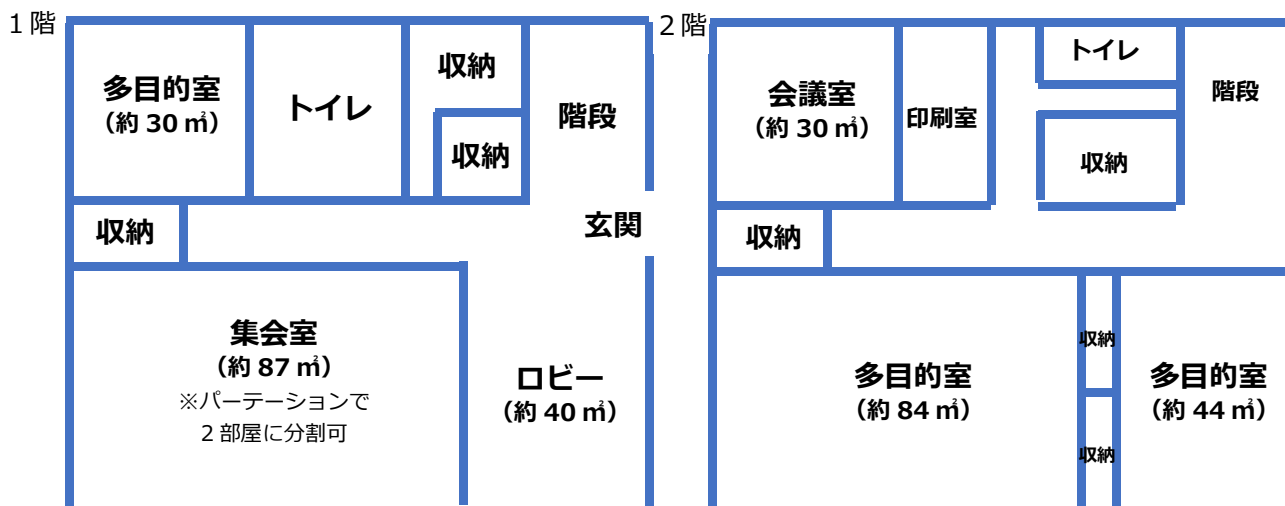 １階
多目的室
（約 30 ㎡）
トイレ
収納
収納
階段
玄関
収納
集会室
（約 87 ㎡）
※パーテーションで
２部屋に分割可
ロビー
（約 40 ㎡）
２階
会議室
（約 30 ㎡）
印刷室
トイレ
収納
階段
収納
多目的室
（約 84 ㎡）
収納
収納
多目的室
（約 44 ㎡）